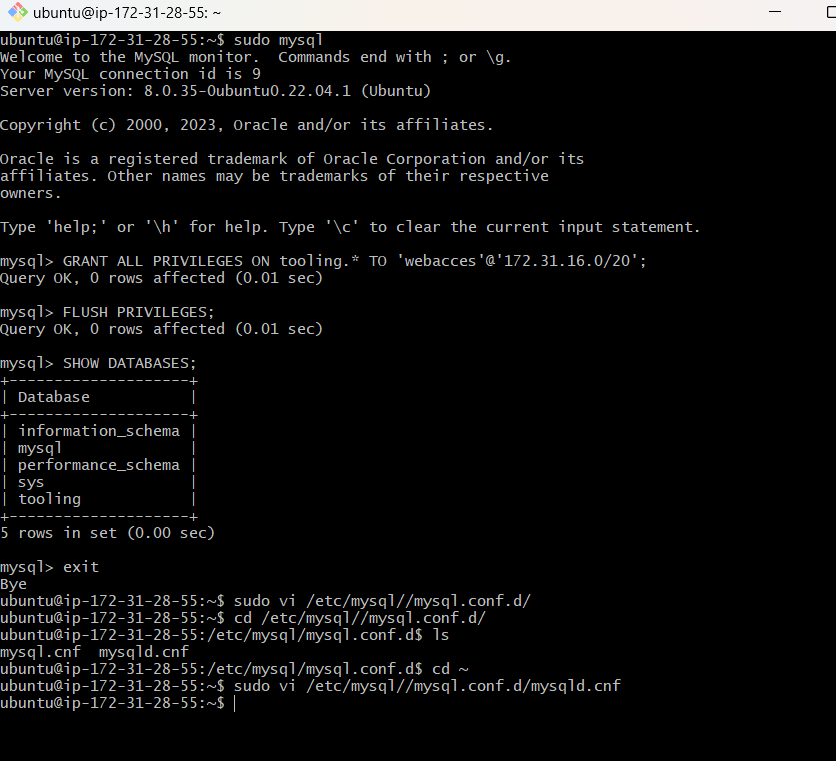 ubuntu@ip-172-31-28-55: ~
ubuntu@ip-172-31-28-55:~$ sudo mysql
Welcome to the MySQL monitor.  Commands end with ; or \g.
Your MySQL connection id is 9
Server version: 8.0.35-0ubuntu0.22.04.1 (Ubuntu)
Copyright (c) 2000, 2023, Oracle and/or its affiliates.
Oracle is a registered trademark of Oracle Corporation and/or its
affiliates. Other names may be trademarks of their respective
owners.
Type 'help;' or '\h' for help. Type '\c' to clear the current input statement.
mysql> GRANT ALL PRIVILEGES ON tooling.* TO 'webacces'@'172.31.16.0/20';
Query OK, 0 rows affected (0.01 sec)
mysql> FLUSH PRIVILEGES;
Query OK, 0 rows affected (0.01 sec)
mysql> SHOW DATABASES;
+--------------------+
| Database           |
+--------------------+
| information_schema |
| mysql              |
| performance_schema |
| sys                |
| tooling            |
+--------------------+
5 rows in set (0.00 sec)
mysql> exit
Bye
ubuntu@ip-172-31-28-55:~$ sudo vi /etc/mysql//mysql.conf.d/
ubuntu@ip-172-31-28-55:~$ cd /etc/mysql//mysql.conf.d/
ubuntu@ip-172-31-28-55:/etc/mysql/mysql.conf.d$ ls
mysql.cnf  mysqld.cnf
ubuntu@ip-172-31-28-55:/etc/mysql/mysql.conf.d$ cd ~
ubuntu@ip-172-31-28-55:~$ sudo vi /etc/mysql//mysql.conf.d/mysqld.cnf
ubuntu@ip-172-31-28-55:~$